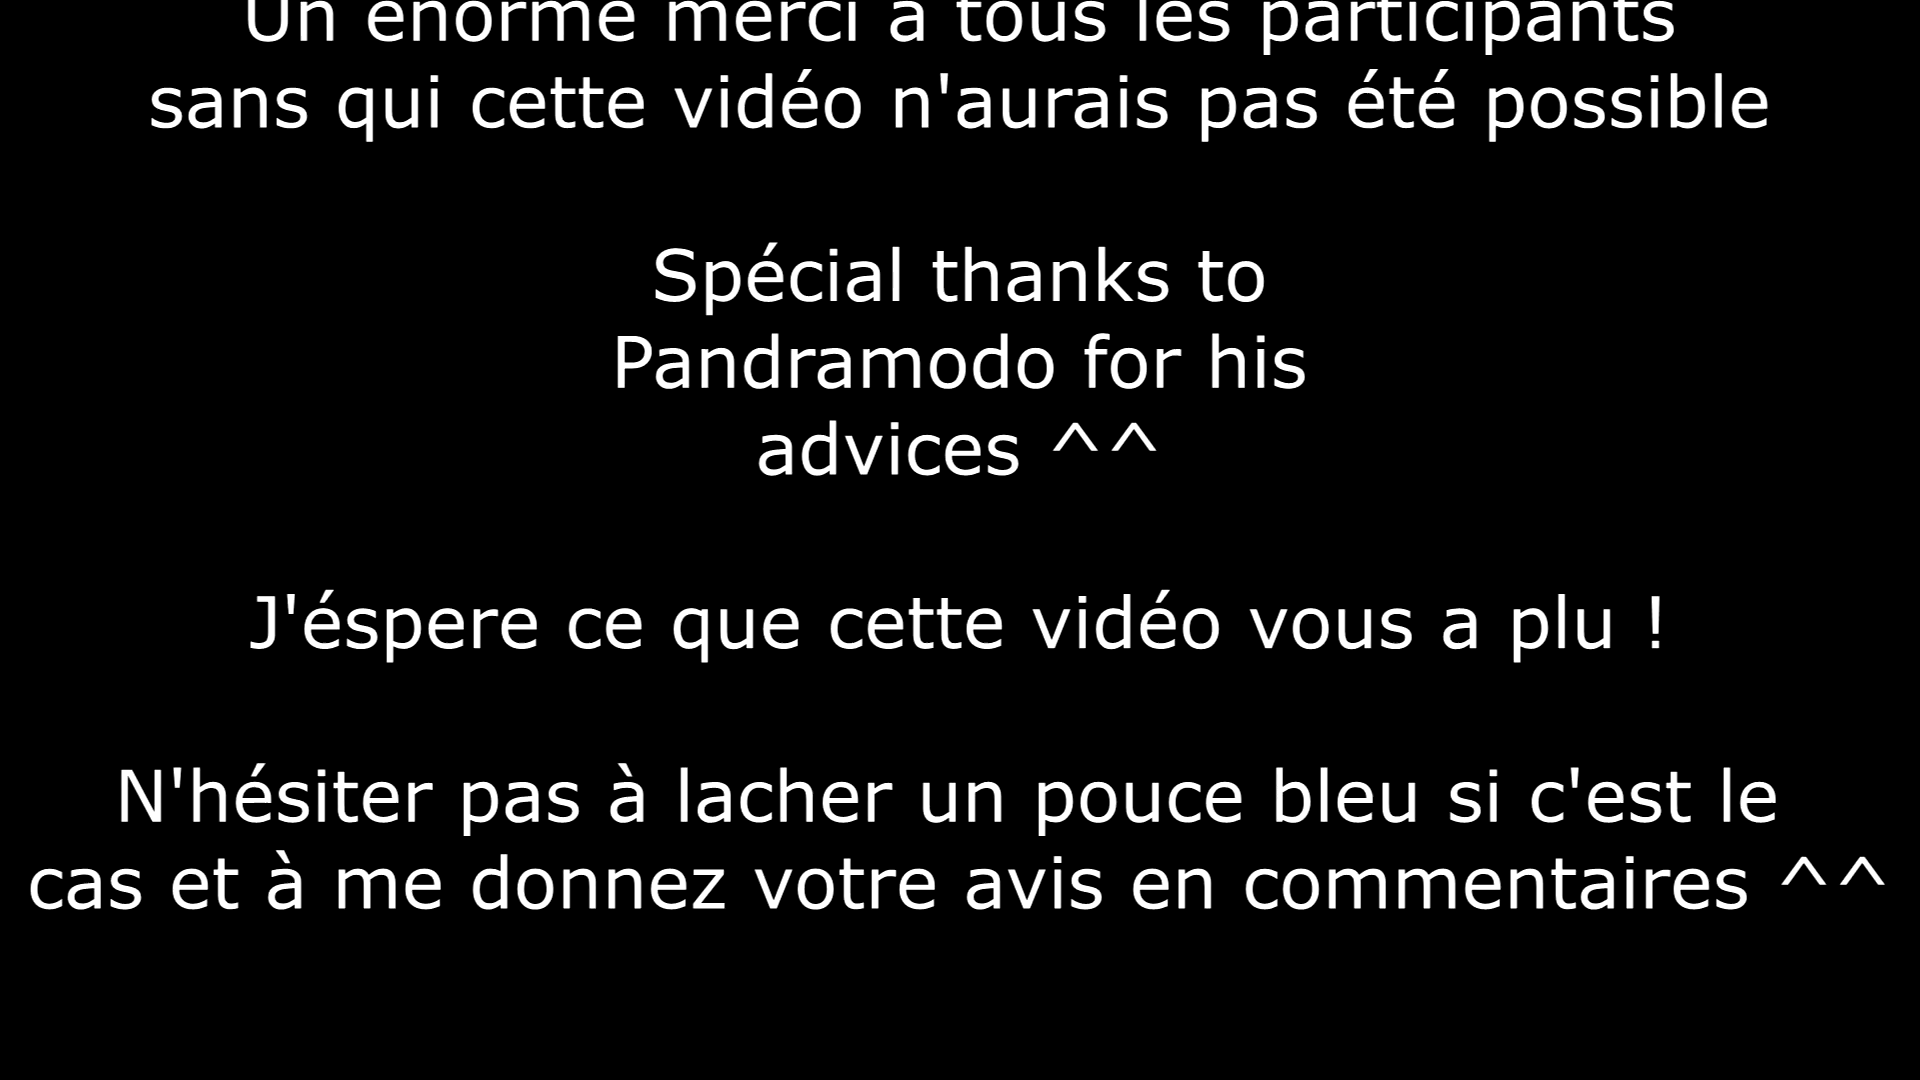 Un énorme merci à tous les participants
sans qui cette vidéo n'aurais pas été possible
Spécial thanks to
Pandramodo for his
advices ^^
J'éspere ce que cette vidéo vous a plu !
N'hésiter pas à lacher un pouce bleu si c'est le
cas et à me donnez votre avis en commentaires ^^